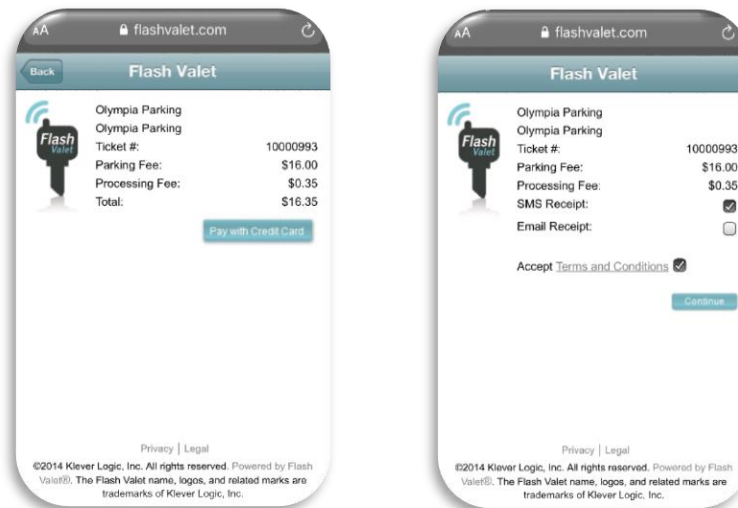 AA flashvalet.com
Back Flash Valet
Flash
Valet
Olympia Parking
Olympia Parking
Ticket #: 10000993
Parking Fee: $16.00
Processing Fee: $0.35
Total: $16.35
Pay with Credit Card
Privacy | Legal
©2014 Klever Logic, Inc. All rights reserved. Powered by Flash
Valet®. The Flash Valet name, logos, and related marks are
trademarks of Klever Logic, Inc.
AA flashvalet.com
Flash Valet
Flash
Valet
Olympia Parking
Olympia Parking
Ticket #: 10000993
Parking Fee: $16.00
Processing Fee: $0.35
SMS Receipt:
Email Receipt:
Accept Terms and Conditions
Continue
Privacy | Legal
©2014 Klever Logic, Inc. All rights reserved. Powered by Flash
Valet®. The Flash Valet name, logos, and related marks are
trademarks of Klever Logic, Inc.